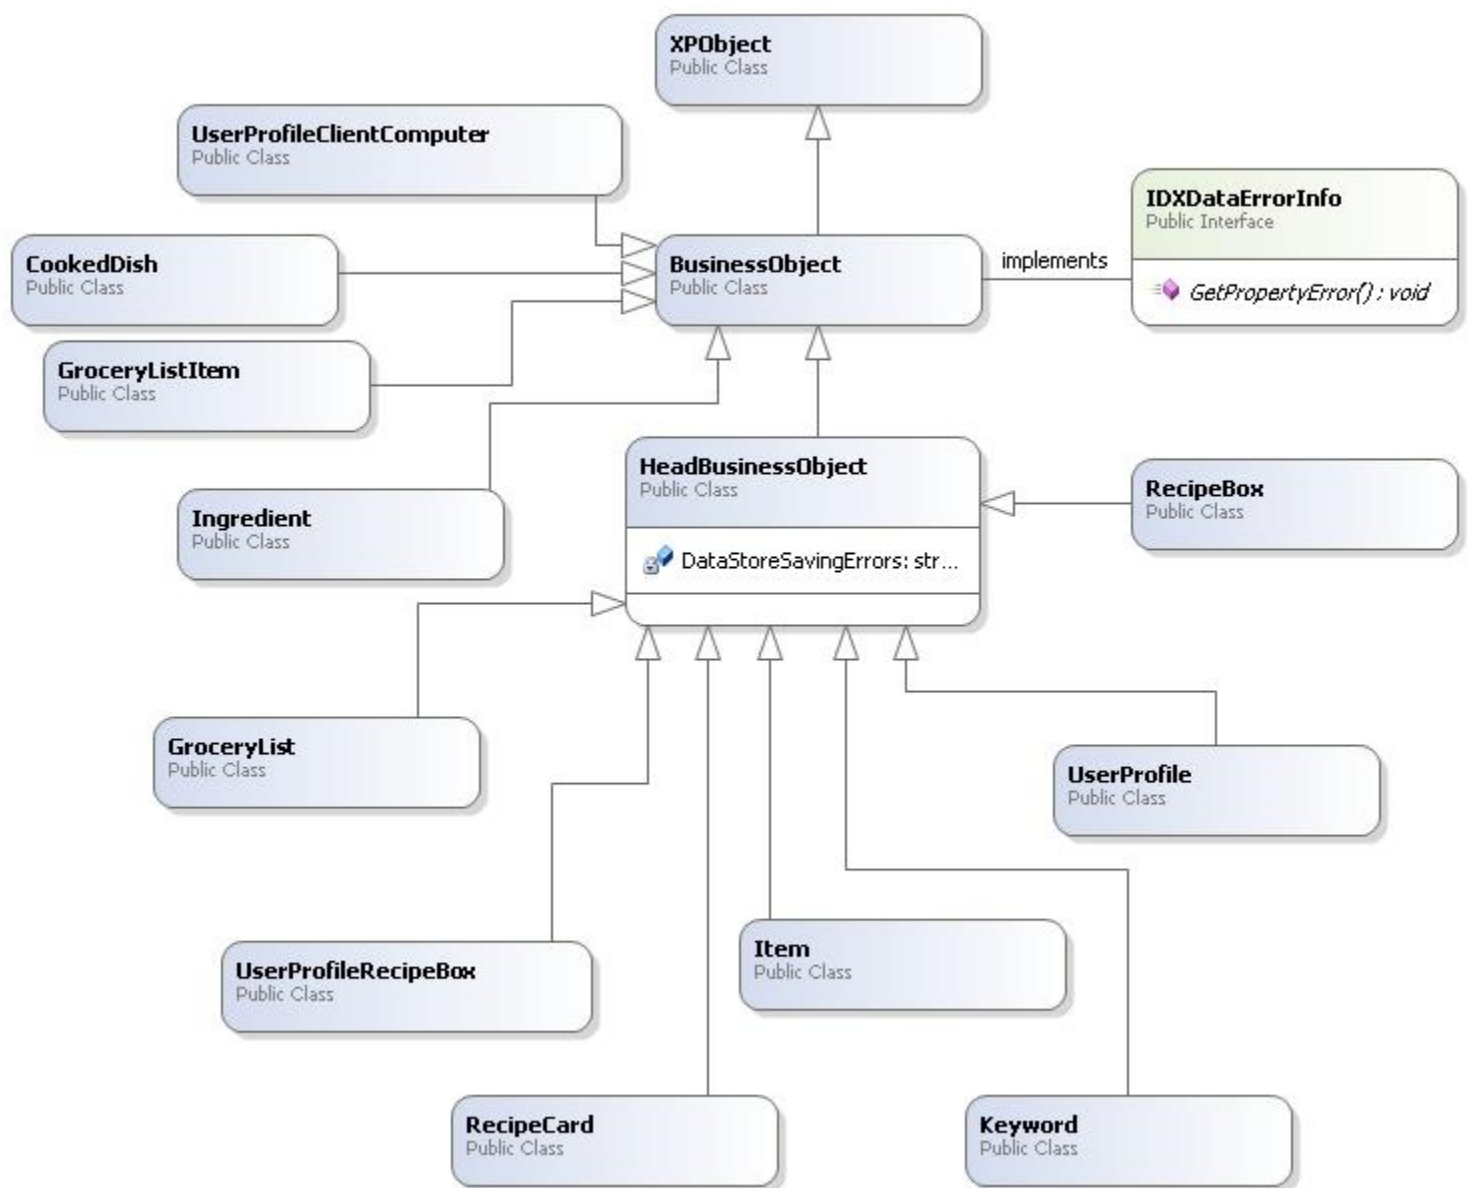 XPObject
Public Class
UserProfileClientComputer
Public Class
IDXDataErrorInfo
Public Interface
GetPropertyError() : void
CookedDish
Public Class
BusinessObject
Public Class
implements
GroceryListItem
Public Class
HeadBusinessObject
Public Class
DataStoreSavingErrors: str...
RecipeBox
Public Class
Ingredient
Public Class
GroceryList
Public Class
UserProfile
Public Class
UserProfileRecipeBox
Public Class
Item
Public Class
RecipeCard
Public Class
Keyword
Public Class